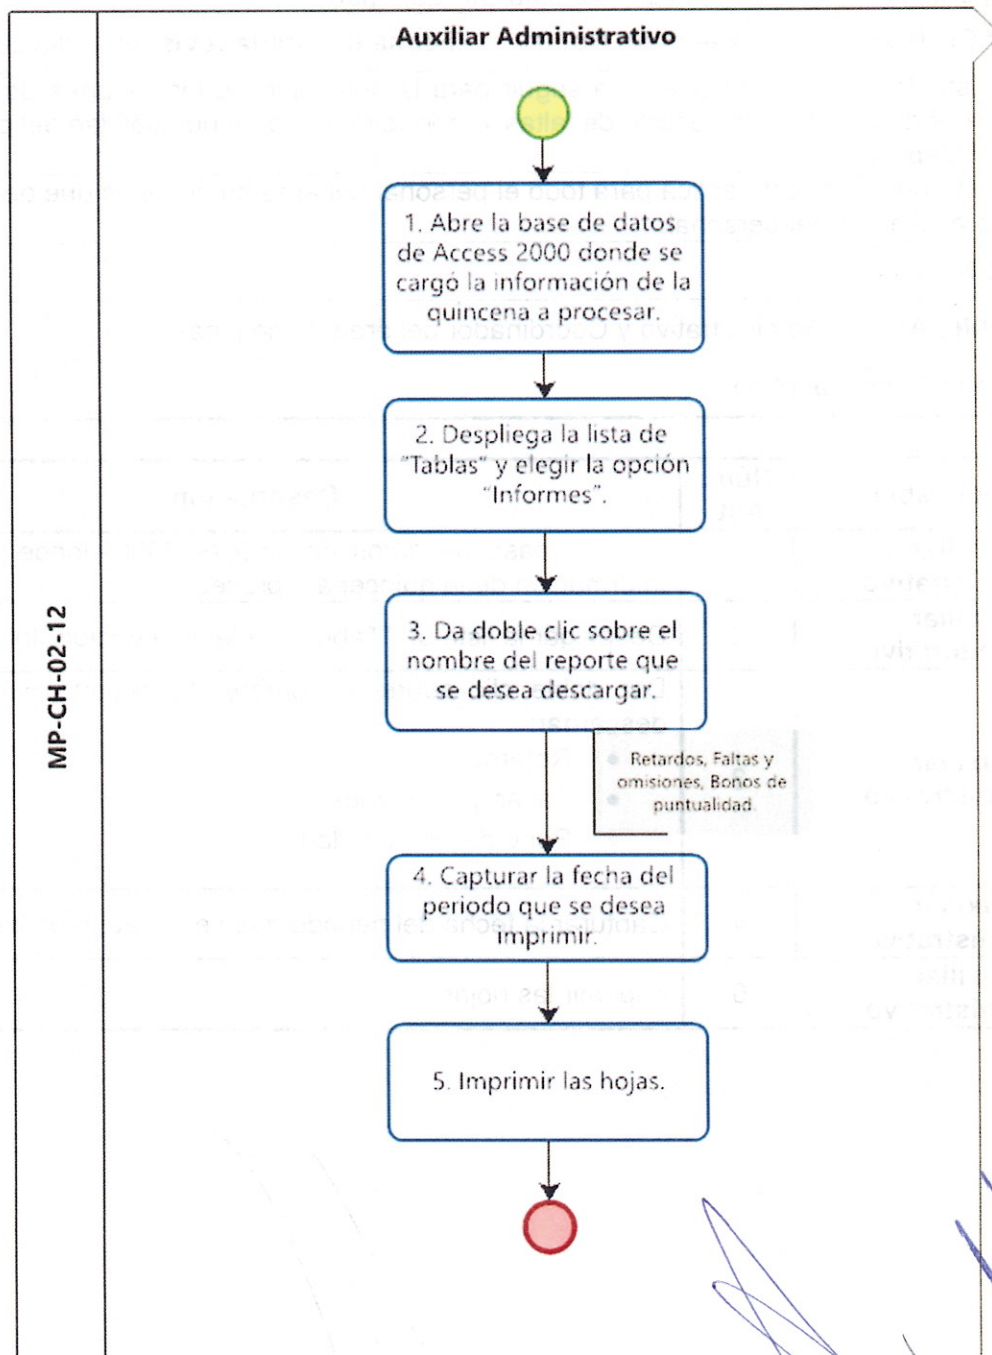 Auxiliar Administrativo
MP-CH-02-12
1. Abre la base de datos
de Access 2000 donde se
cargó la información de la
quincena a procesar.
2. Despliega la lista de
"Tablas" y elegir la opción
"Informes".
3. Da doble clic sobre el
nombre del reporte que
se desea descargar.
Retardos, Faltas y
omisiones, Bonos de
puntualidad
4. Capturar la fecha del
periodo que se desea
imprimir.
5. Imprimir las hojas.